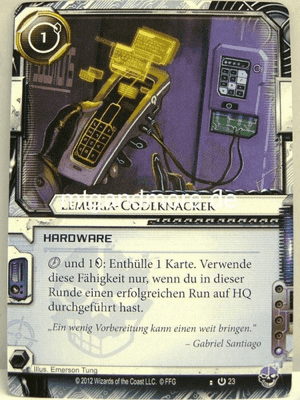 1
LEMURIA-CODEKNACKER
HARDWARE
und 1: Enthülle 1 Karte. Verwende
diese Fähigkeit nur, wenn du in dieser
Runde einen erfolgreichen Run auf HQ
durchgeführt hast.
„Ein wenig Vorbereitung kann einen weit bringen.“
– Gabriel Santiago
Illus. Emerson Tung
© 2012 Wizards of the Coast LLC. © FFG
23